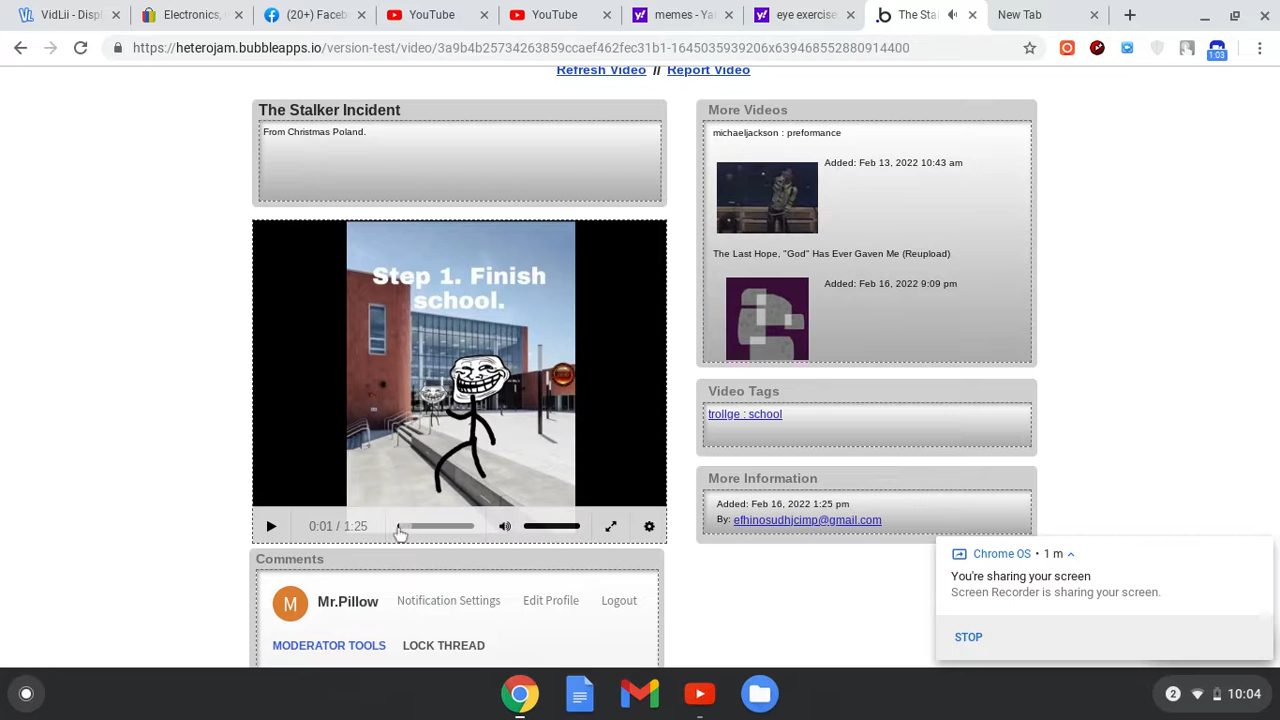 VidLii - Displ
Electronics,
(20+) Faceb
YouTube
YouTube
memes - Ya
eye exercise
The Stal
New Tab
https://heterojam.bubbleapps.io/version-test/video/3a9b4b25734263859ccaef462fec31b1-1645035939206x639468552880914400
1:03
Refresh Video // Report Video
The Stalker Incident
From Christmas Poland.
More Videos
michaeljackson : preformance
Added: Feb 13, 2022 10:43 am
The Last Hope, "God" Has Ever Gaven Me (Reupload)
Added: Feb 16, 2022 9:09 pm
Step 1. Finish
school.
0:01 / 1:25
Video Tags
trollge : school
More Information
Added: Feb 16, 2022 1:25 pm
By: efhinosudhjcimp@gmail.com
Comments
M
Mr.Pillow
Notification Settings
Edit Profile
Logout
MODERATOR TOOLS
LOCK THREAD
Chrome OS • 1 m
You're sharing your screen
Screen Recorder is sharing your screen.
STOP
2
10:04